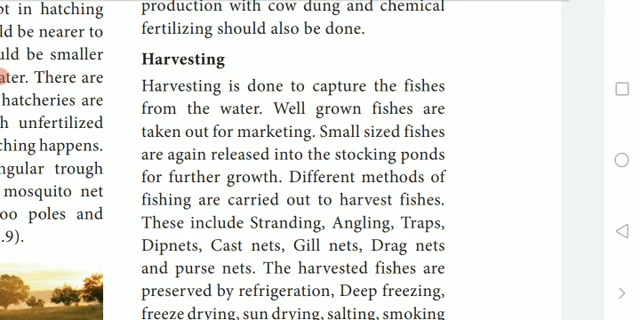 pt in hatching
ld be nearer to
uld be smaller
ater. There are
hatcheries are
h unfertilized
ching happens.
ngular trough
mosquito net
oo poles and
.9).
production with cow dung and chemical
fertilizing should also be done.
Harvesting
Harvesting is done to capture the fishes
from the water. Well grown fishes are
taken out for marketing. Small sized fishes
are again released into the stocking ponds
for further growth. Different methods of
fishing are carried out to harvest fishes.
These include Stranding, Angling, Traps,
Dipnets, Cast nets, Gill nets, Drag nets
and purse nets. The harvested fishes are
preserved by refrigeration, Deep freezing,
freeze drying, sun drying, salting, smoking